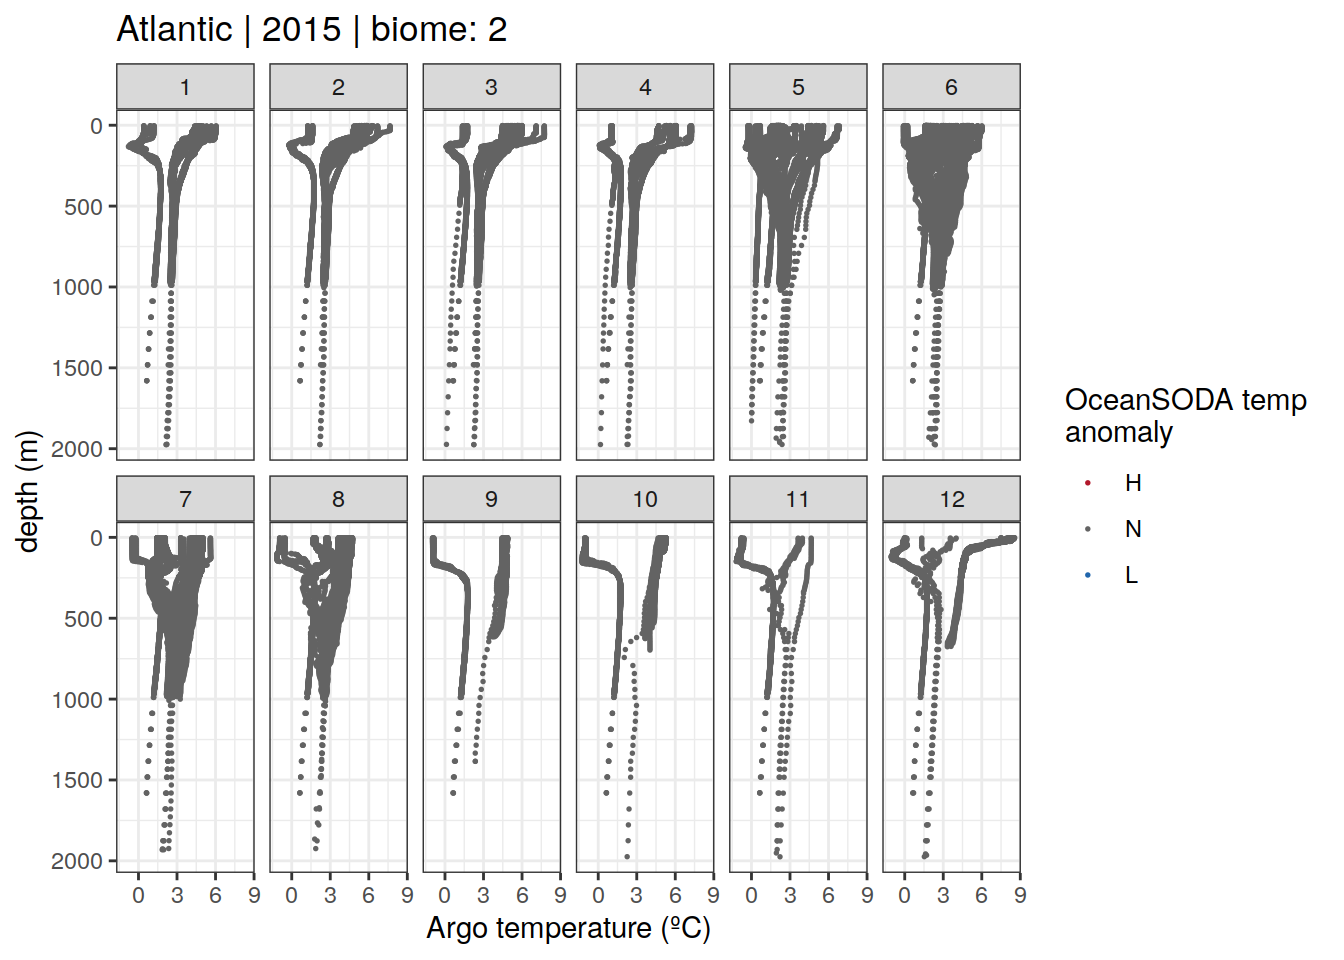 Atlantic | 2015 | biome: 2
1 2 3 4 5 6
0
500
1000
1500
2000
7 8 9 10 11 12
0
500
1000
1500
2000
0 3 6 9 0 3 6 9 0 3 6 9 0 3 6 9 0 3 6 9 0 3 6 9
Argo temperature (ºC)
depth (m)
OceanSODA temp
anomaly
H
N
L